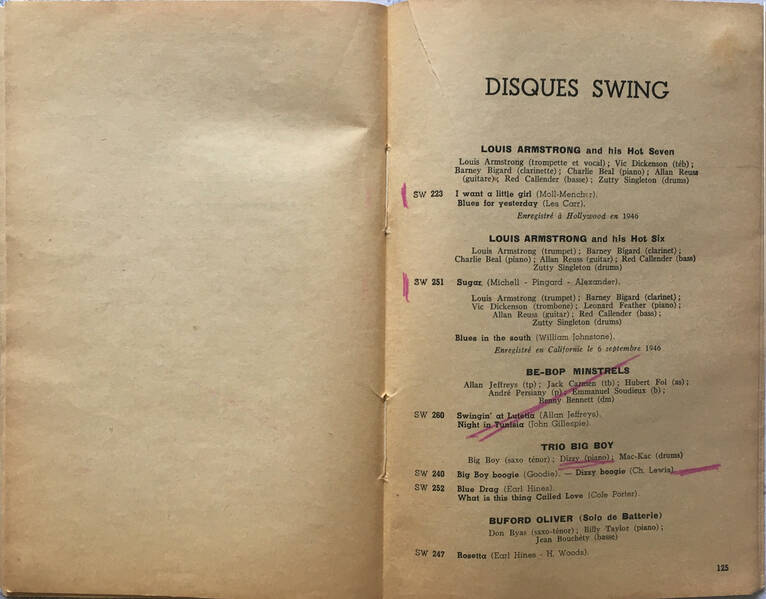 DISQUES SWING
LOUIS ARMSTRONG and his Hot Seven
Louis Armstrong (trompette et vocal) ; Vic Dickenson (téb) ;
Barney Bigard (clarinette) ; Charlie Beal (piano) ; Allan Reuss
(guitare) ; Red Callender (basse) ; Zutty Singleton (drums)
SW 223 I want a little girl (Moll-Mencher).
Blues for yesterday (Les Carr).
Enregistré à Hollywood en 1946
LOUIS ARMSTRONG and his Hot Six
Louis Armstrong (trumpet) ; Barney Bigard (clarinet) ;
Charlie Beal (piano) ; Allan Reuss (guitar) ; Red Callender (bass)
Zutty Singleton (drums)
SW 251 Sugar. (Michell - Pingard - Alexander).
Louis Armstrong (trumpet) ; Barney Bigard (clarinet) ;
Vic Dickenson (trombone) ; Leonard Feather (piano) ;
Allan Reuss (guitar) ; Red Callender (bass) ;
Zutty Singleton (drums)
Blues in the south (William Johnstone).
Enregistré en Californie le 6 septembre 1946
BE-BOP MINSTRELS
Allan Jeffreys (tp) ; Jack Carmen (tb) ; Hubert Fol (as) ;
André Persiany (p) ; Emmanuel Soudieux (b) ;
Benny Bennett (dm)
SW 260 Swingin' at Lutetia (Allan Jeffreys).
Night in Tunisia (John Gillespie).
TRIO BIG BOY
Big Boy (saxo ténor) ; Dizzy (piano) ; Mac-Kac (drums)
SW 240 Big Boy boogie (Goodie). — Dizzy boogie (Ch. Lewis)
SW 252 Blue Drag (Earl Hines).
What is this thing Called Love (Cole Porter).
BUFORD OLIVER (Solo de Batterie)
Don Byas (saxo-ténor) ; Billy Taylor (piano) ;
Jean Bouchéty (basse)
SW 247 Rosetta (Earl Hines - H. Woods).
125